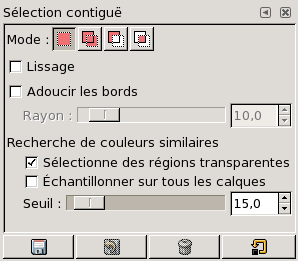 Sélection contiguë
Mode :
Lissage
Adoucir les bords
Rayon : 10,0
Recherche de couleurs similaires
Sélectionne des régions transparentes
Échantillonner sur tous les calques
Seuil : 15,0